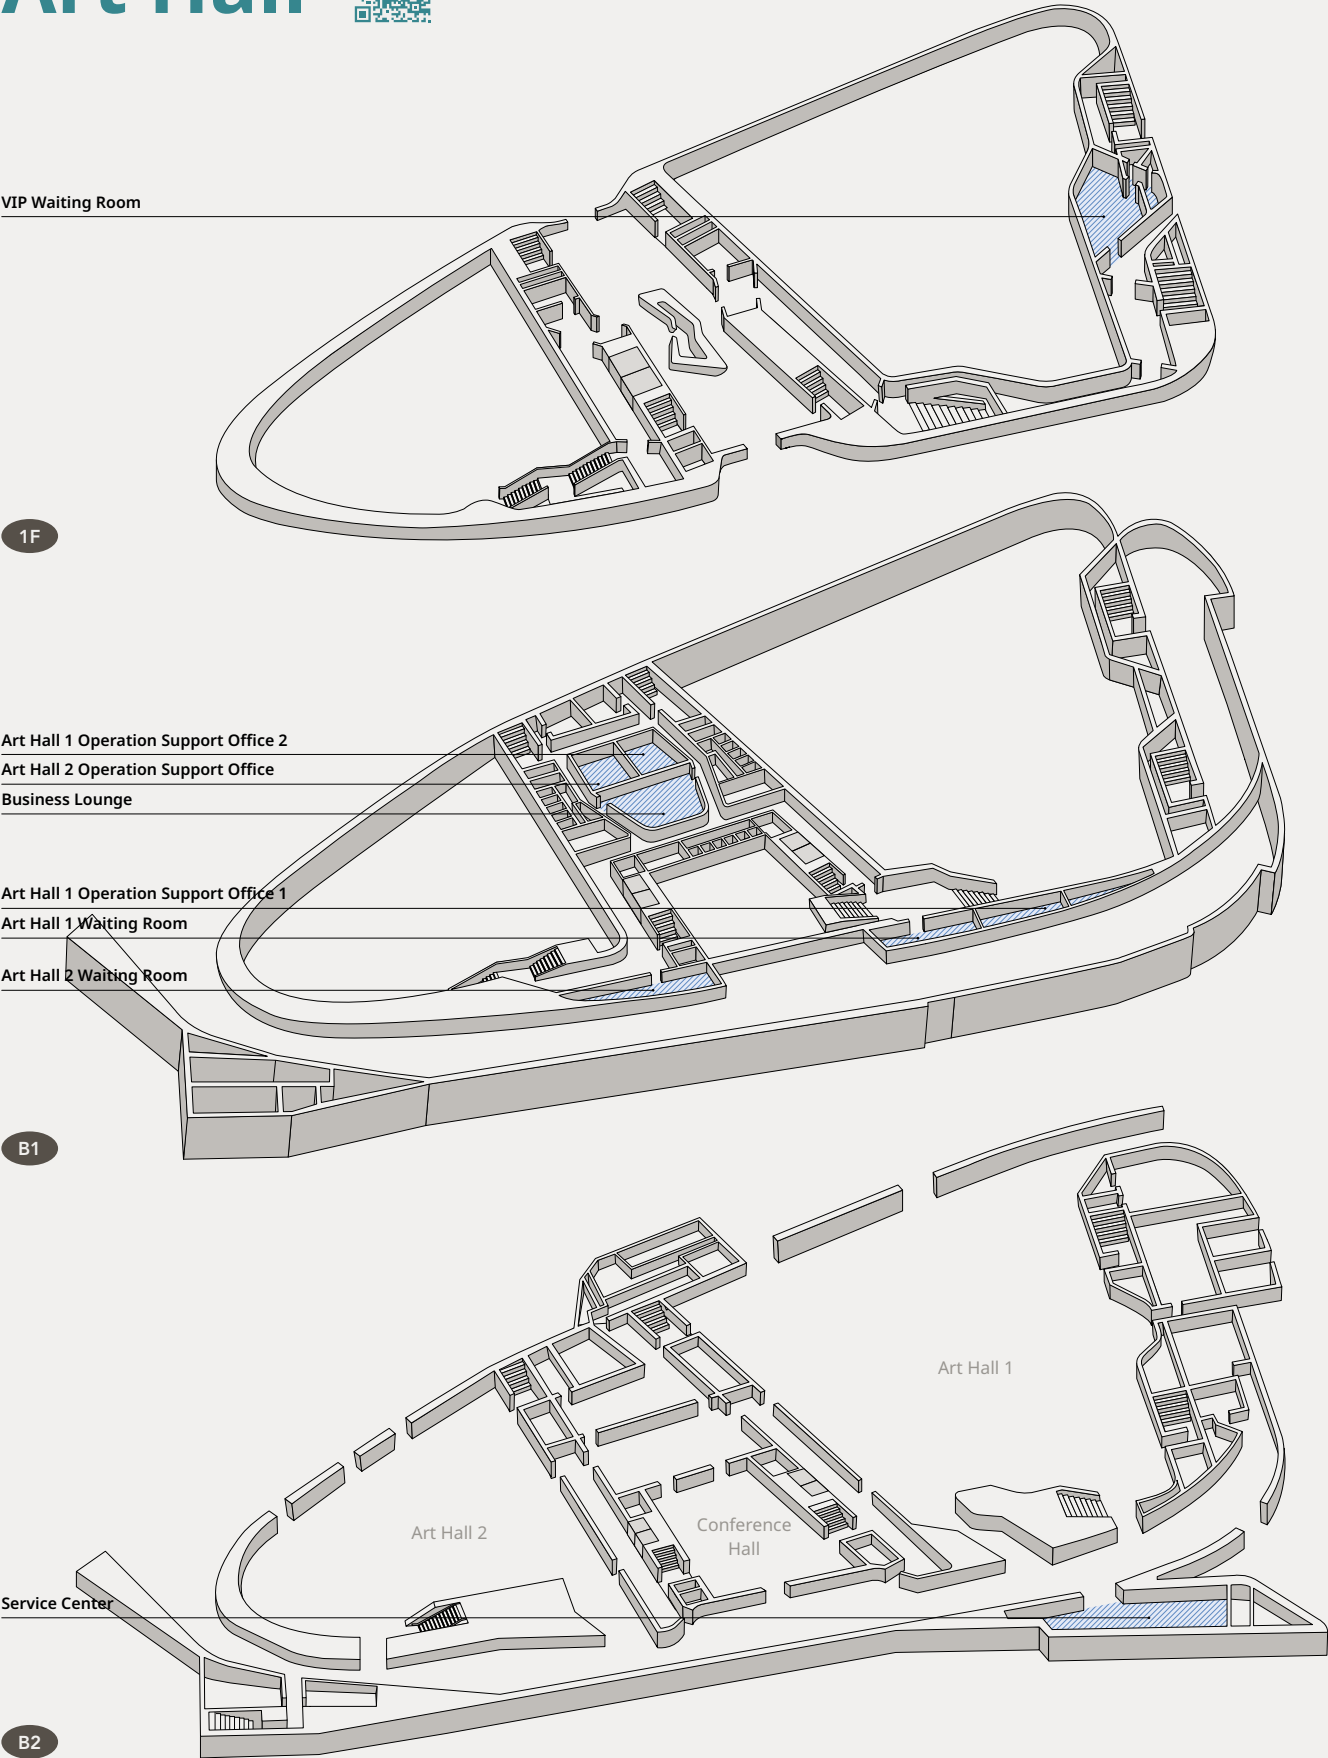 Art Hall
VIP Waiting Room
1F
Art Hall 1 Operation Support Office 2
Art Hall 2 Operation Support Office
Business Lounge
Art Hall 1 Operation Support Office 1
Art Hall 1 Waiting Room
Art Hall 2 Waiting Room
B1
Art Hall 1
Art Hall 2
Conference
Hall
Service Center
B2